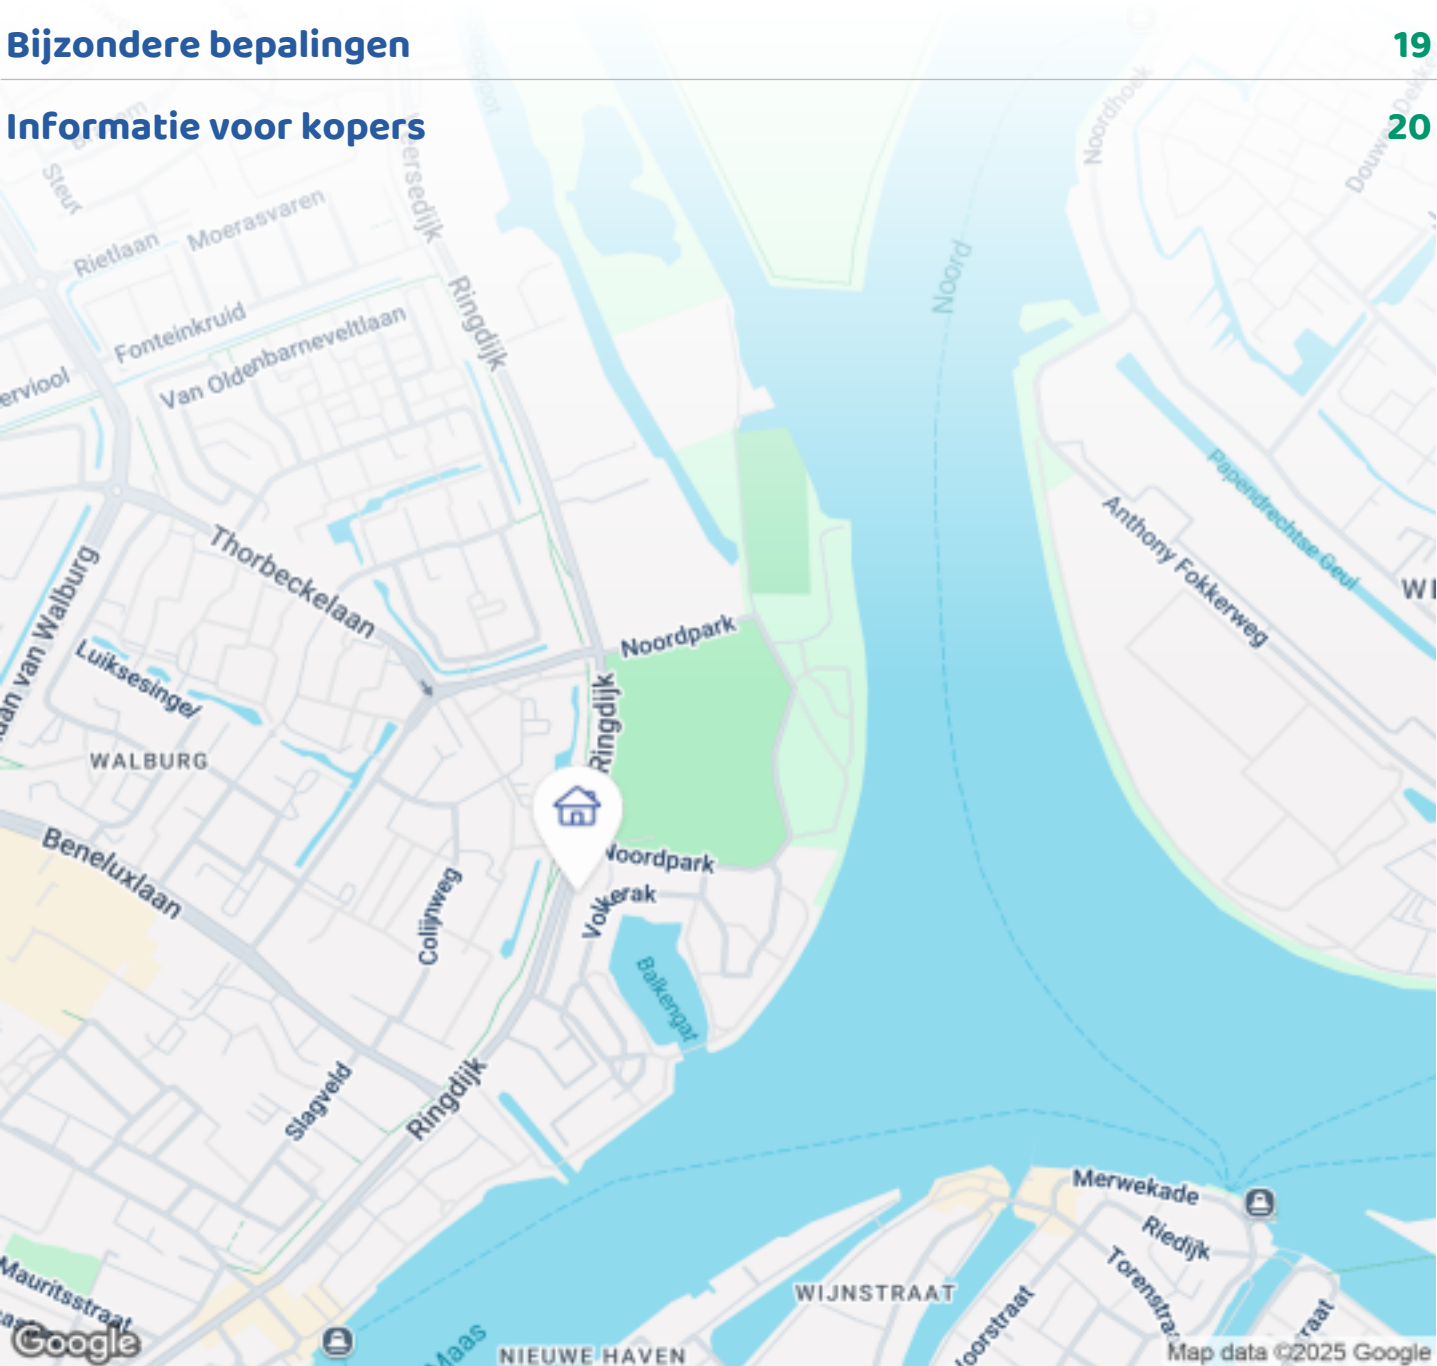 Bijzondere bepalingen 19
Informatie voor kopers 20
Noordhoek
Steur
Rietlaan
Moerasvaren
Ringdijk
Noord
Fonteinkruid
Van Oldenbarneveltlaan
Papendrechtse Geul
Anthony Fokkerweg
Thorbeckelaan
Noordpark
Luiksesingel
Ringdijk
WALBURG
Beneluxlaan
Noordpark
Volkerak
Colijnweg
Balkengat
Slagveld
Ringdijk
Merwekade
Riedijk
Mauritsstraat
WIJNSTRAAT
Maas
NIEUWE HAVEN
Google
Map data ©2025 Google